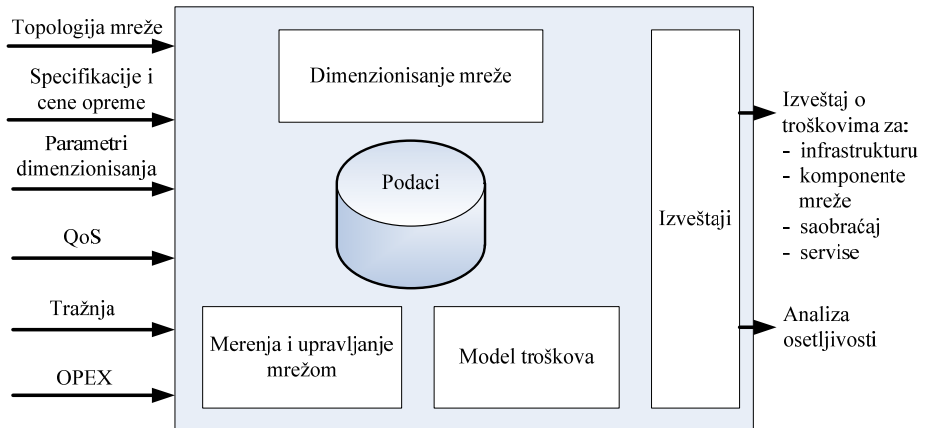 Topologija mreže
Specifikacije i
cene opreme
Parametri
dimenzionisanja
QoS
Tražnja
OPEX
Dimenzionisanje mreže
Podaci
Merenja i upravljanje
mrežom
Model troškova
Izveštaji
Izveštaj o
troškovima za:
- infrastrukturu
- komponente
mreže
- saobraćaj
- servise
Analiza
osetljivosti